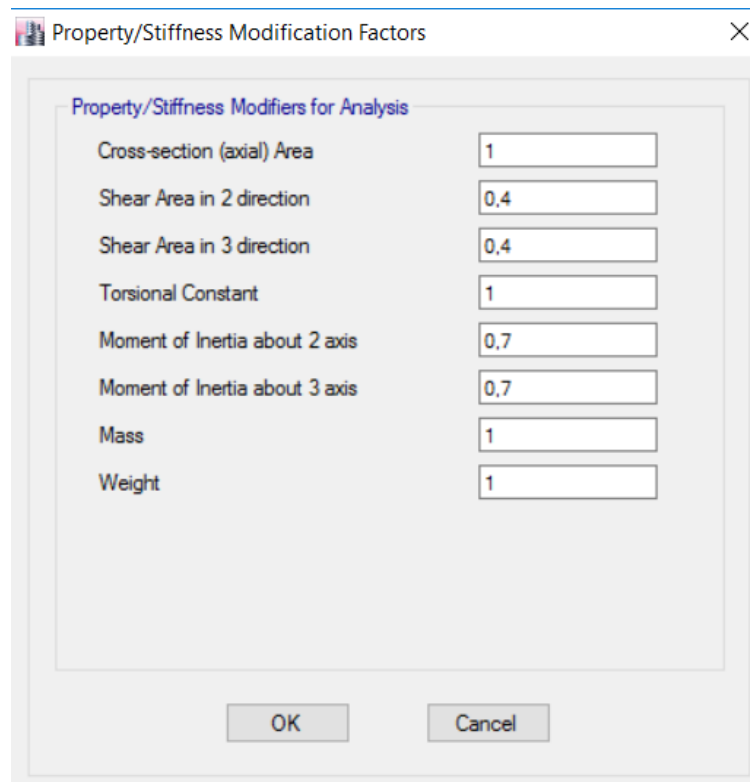 Property/Stiffness Modification Factors
Property/Stiffness Modifiers for Analysis
Cross-section (axial) Area 1
Shear Area in 2 direction 0,4
Shear Area in 3 direction 0,4
Torsional Constant 1
Moment of Inertia about 2 axis 0,7
Moment of Inertia about 3 axis 0,7
Mass 1
Weight 1
OK Cancel